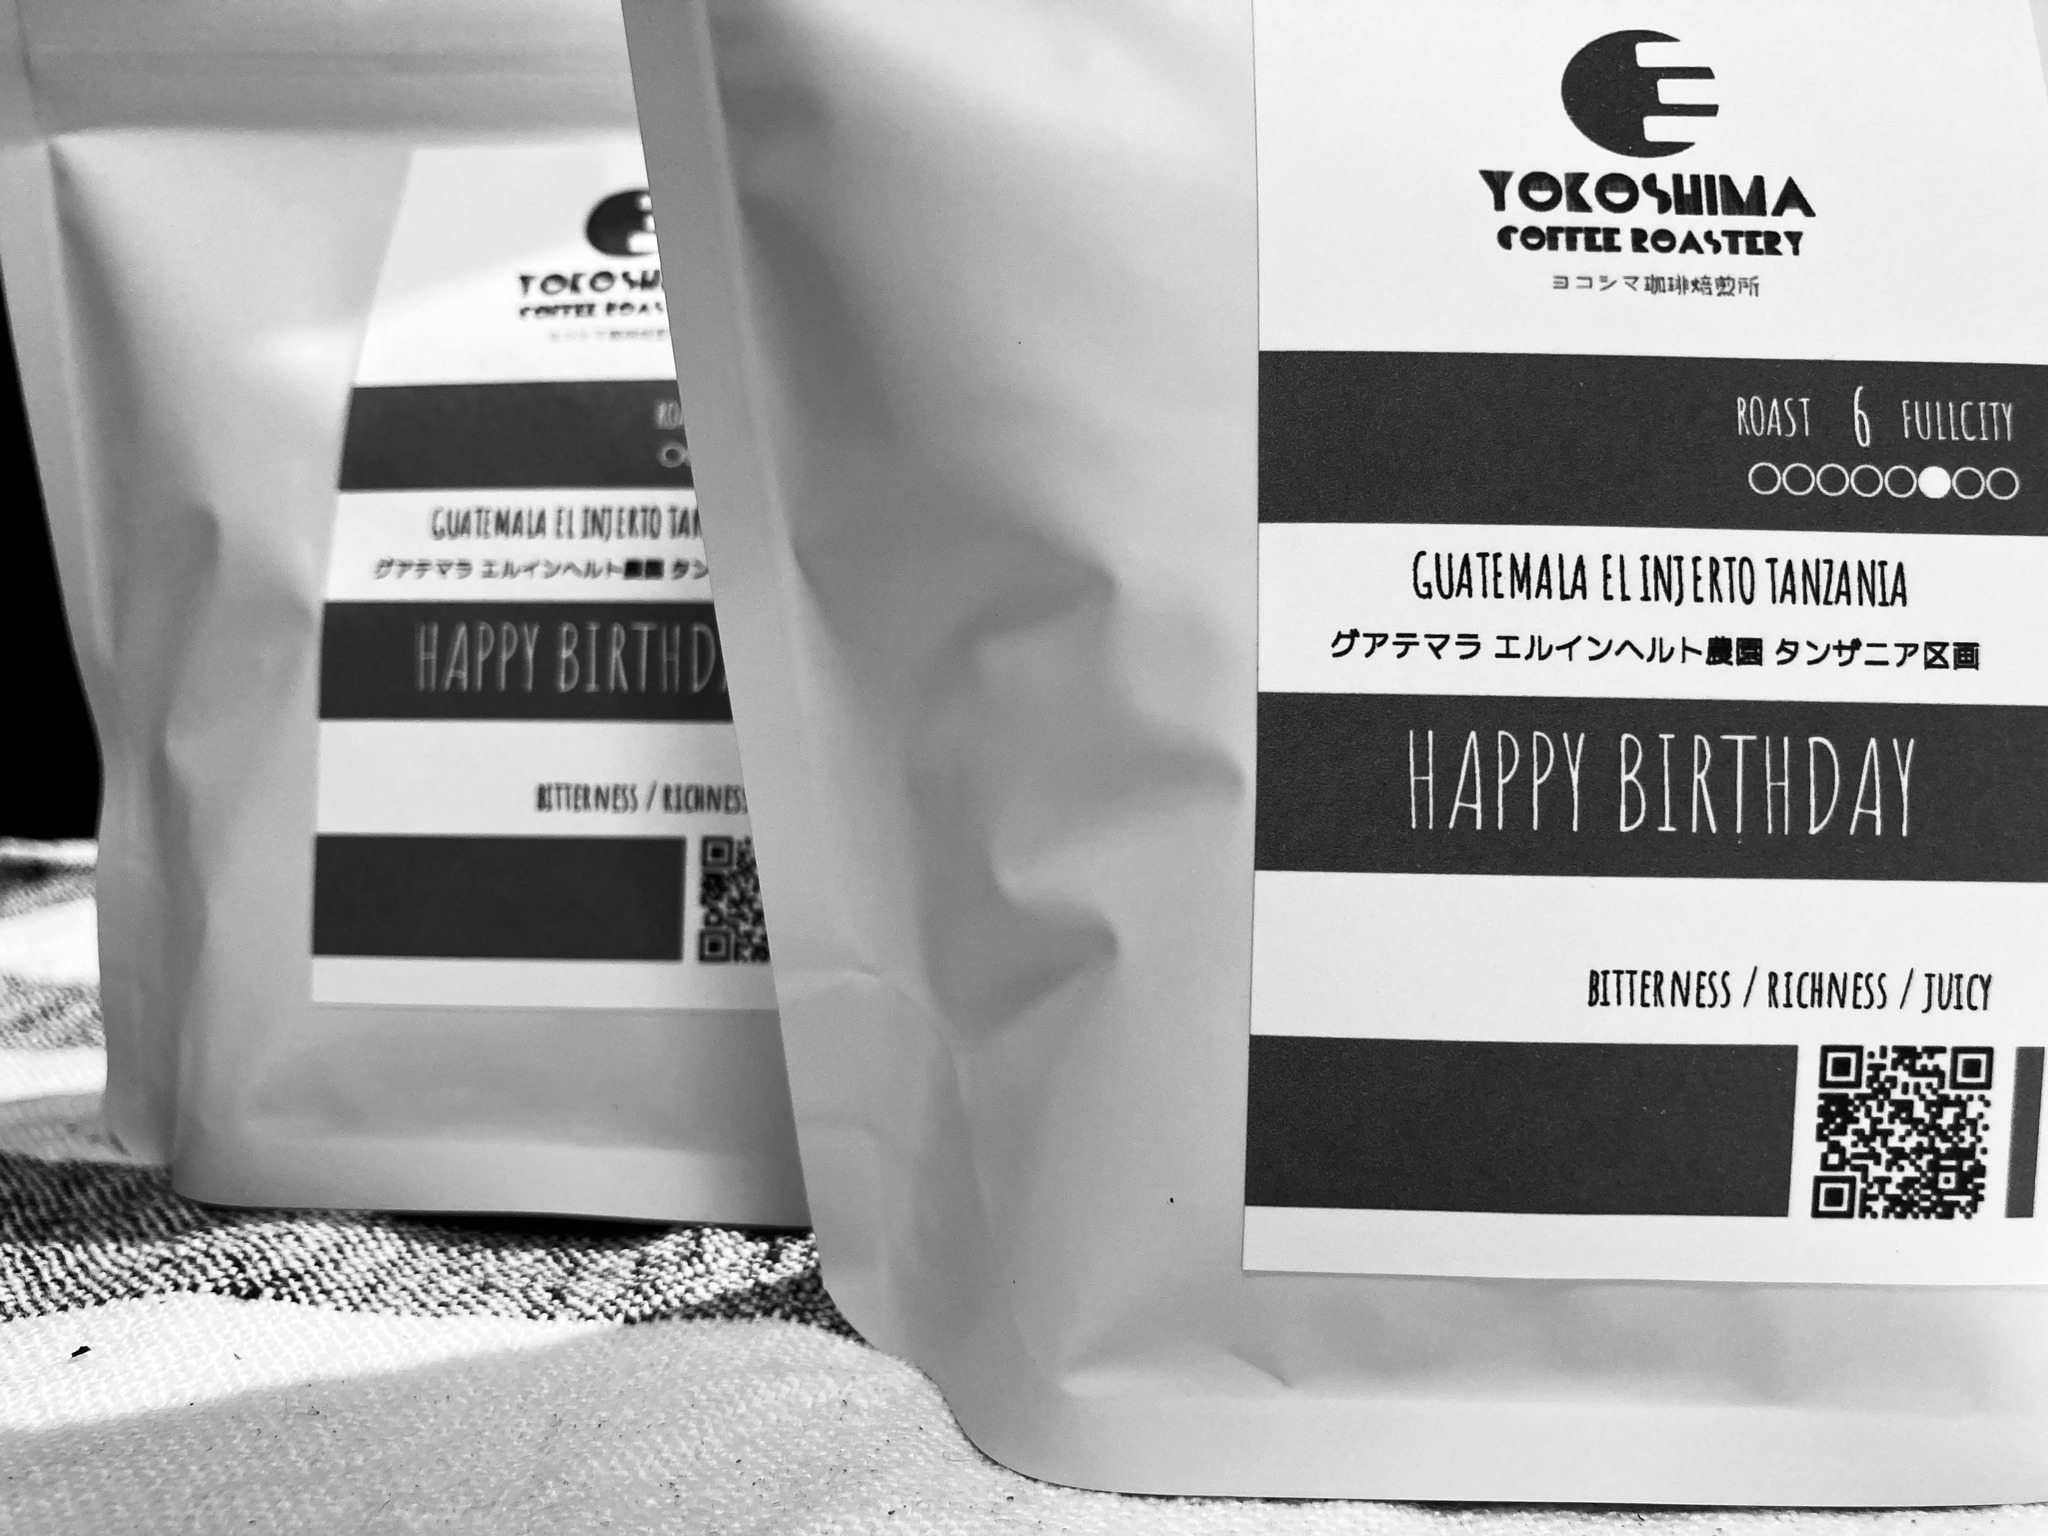 YOKOSHIMA
COFFEE ROASTERY
ヨコシマ珈琲焙煎所
ROAST 6 FULLCITY
GUATEMALA EL INJERTO TANZANIA
グアテマラ エルインヘルト農園 タンザニア区画
HAPPY BIRTHDAY
BITTERNESS / RICHNESS / JUICY
YOKOSHIM
COFFEE ROAS
GUATEMALA EL INJERTO TAN
グアテマラ エルインヘルト農園 タン
HAPPY BIRTHD
BITTERNESS / RICHNESS